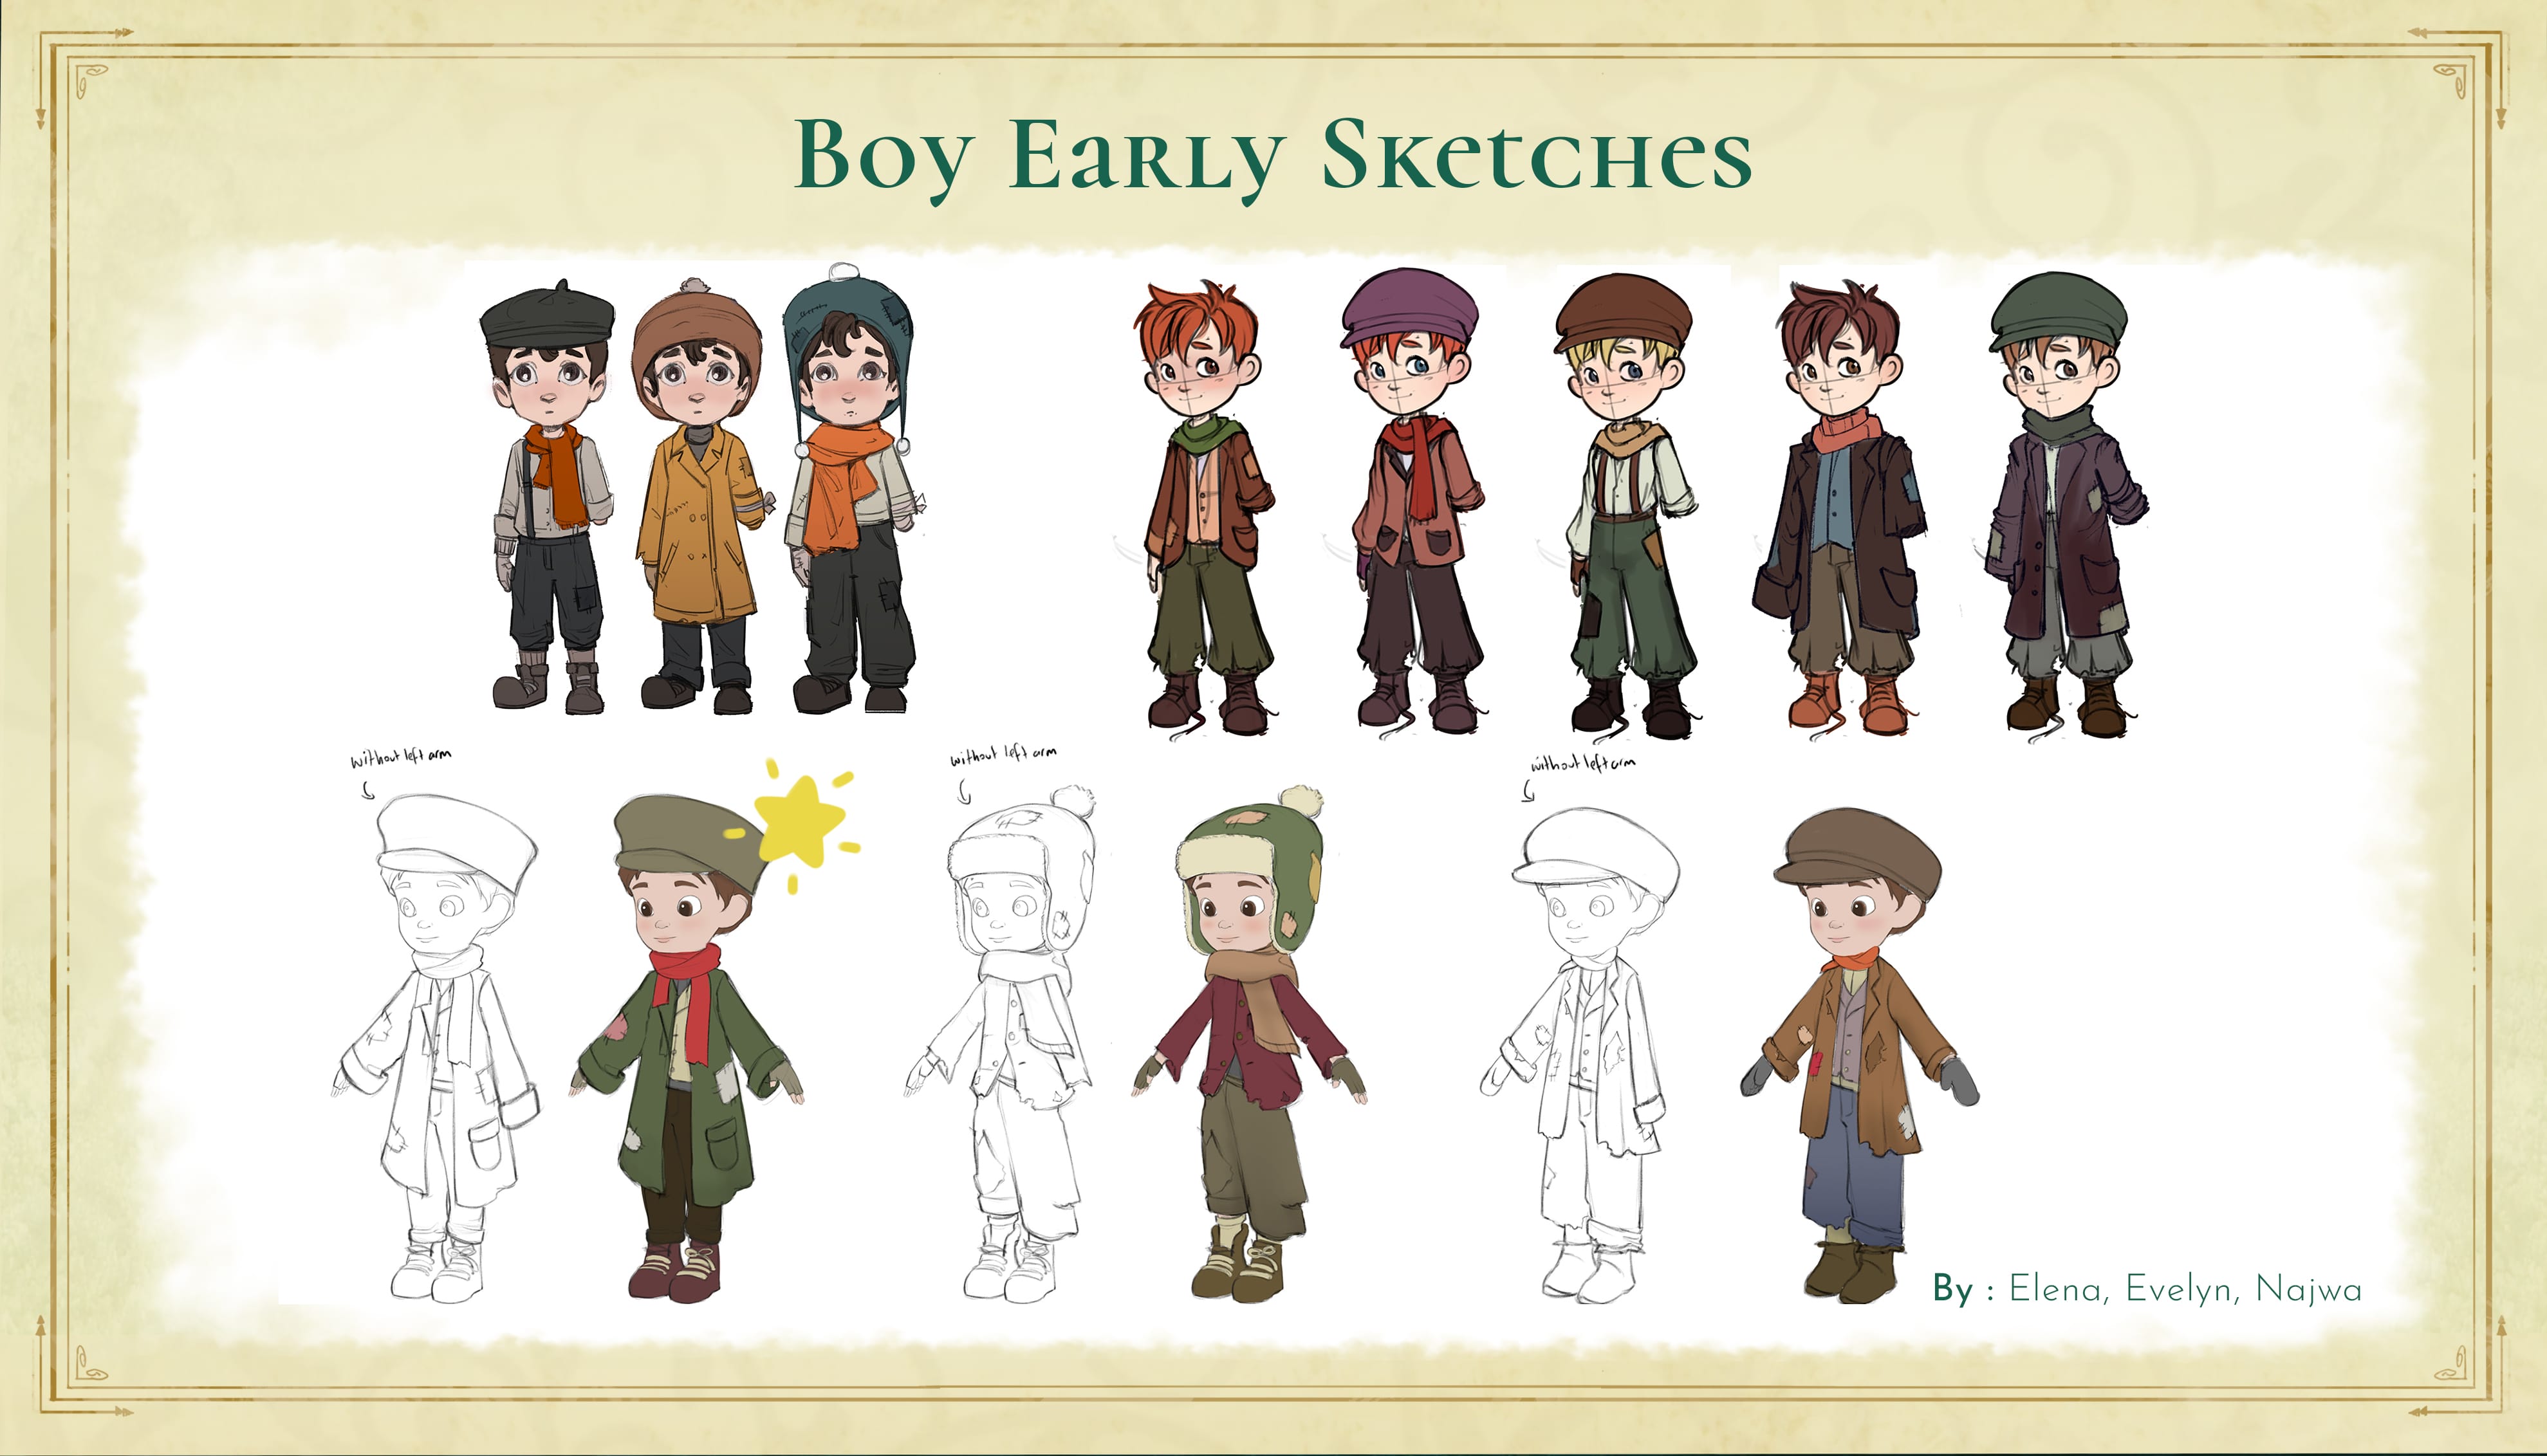 Boy Early Sketches
without left arm
without left arm
without left arm
By : Elena, Evelyn, Najwa